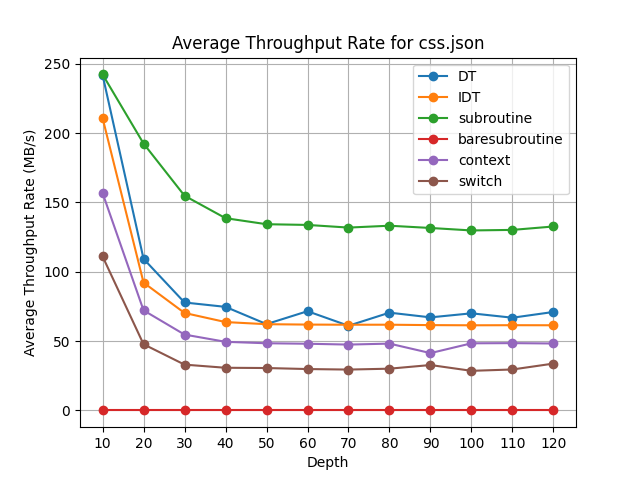 Average Throughput Rate for css.json
Average Throughput Rate (MB/s)
250
200
150
100
50
0
DT
IDT
subroutine
baresubroutine
context
switch
10 20 30 40 50 60 70 80 90 100 110 120
Depth